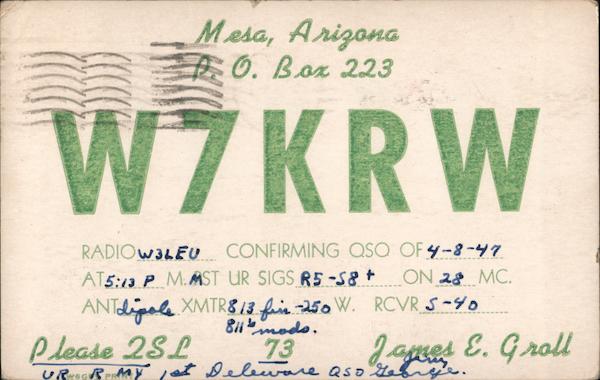 Mesa, Arizona
P. O. Box 223
W7KRW
RADIO W3LEU CONFIRMING QSO OF 4-8-47
AT 5:13 P M. MST UR SIGS R5-S8+ ON 28 MC.
ANT dipole XMTR 813 fin-250 W. RCVR S-40
811's mods.
Please QSL 73 James E. Groll
Jim
UR R MY 1st Deleware QSO George.